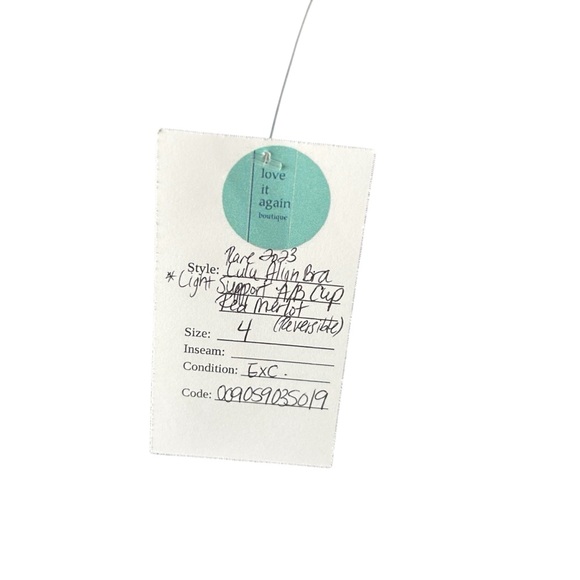 love
it
again
boutique
Rare 2023
Style: Lulu Align Bra
* Light Support A/B Cup
Red Merlot
(Reversible)
Size: 4
Inseam:
Condition: Exc.
Code: 009059035019